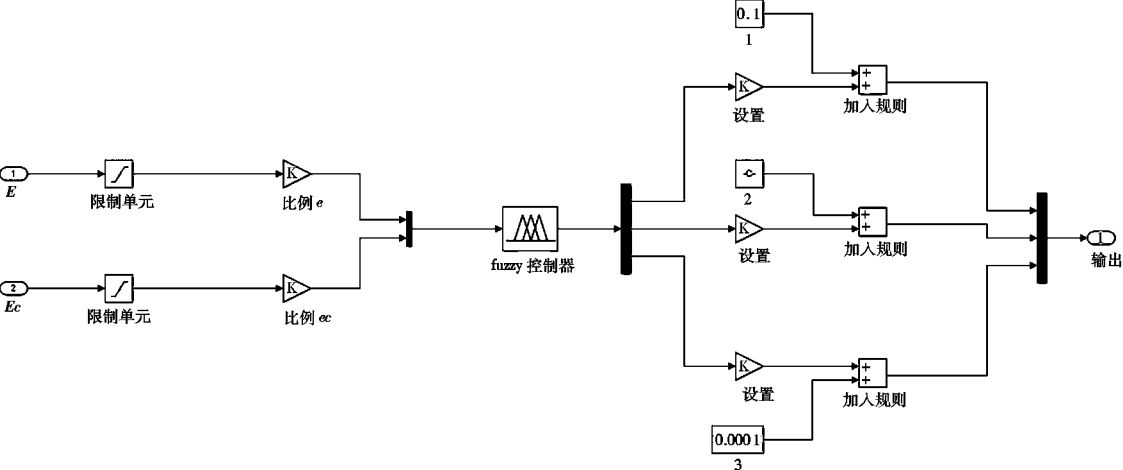 0.1
1
+
+
K
设置
加入规则
1
E
限制单元
K
比例 e
-c-
2
+
+
K
设置
加入规则
fuzzy 控制器
1
输出
2
Ec
限制单元
K
比例 ec
K
设置
+
+
加入规则
0.0001
3